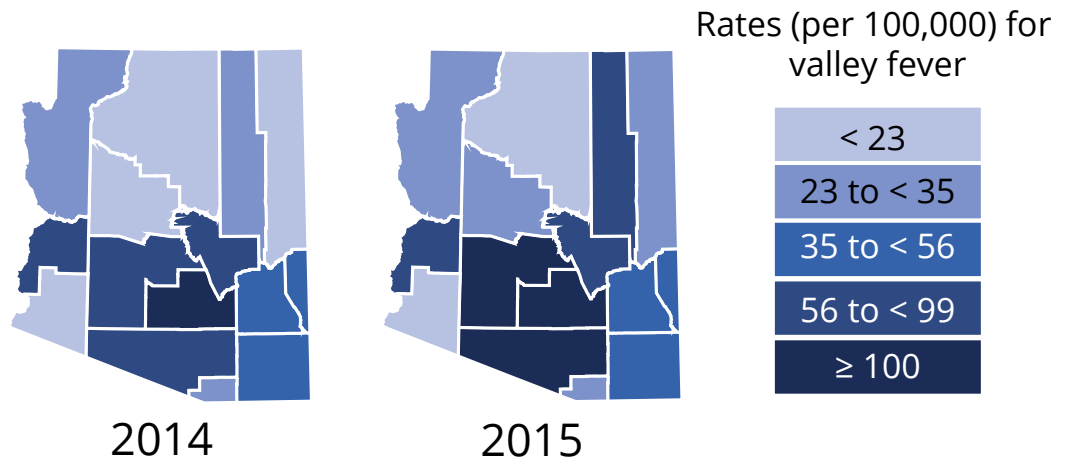 Rates (per 100,000) for
valley fever
< 23
23 to < 35
35 to < 56
56 to < 99
≥ 100
2014
2015